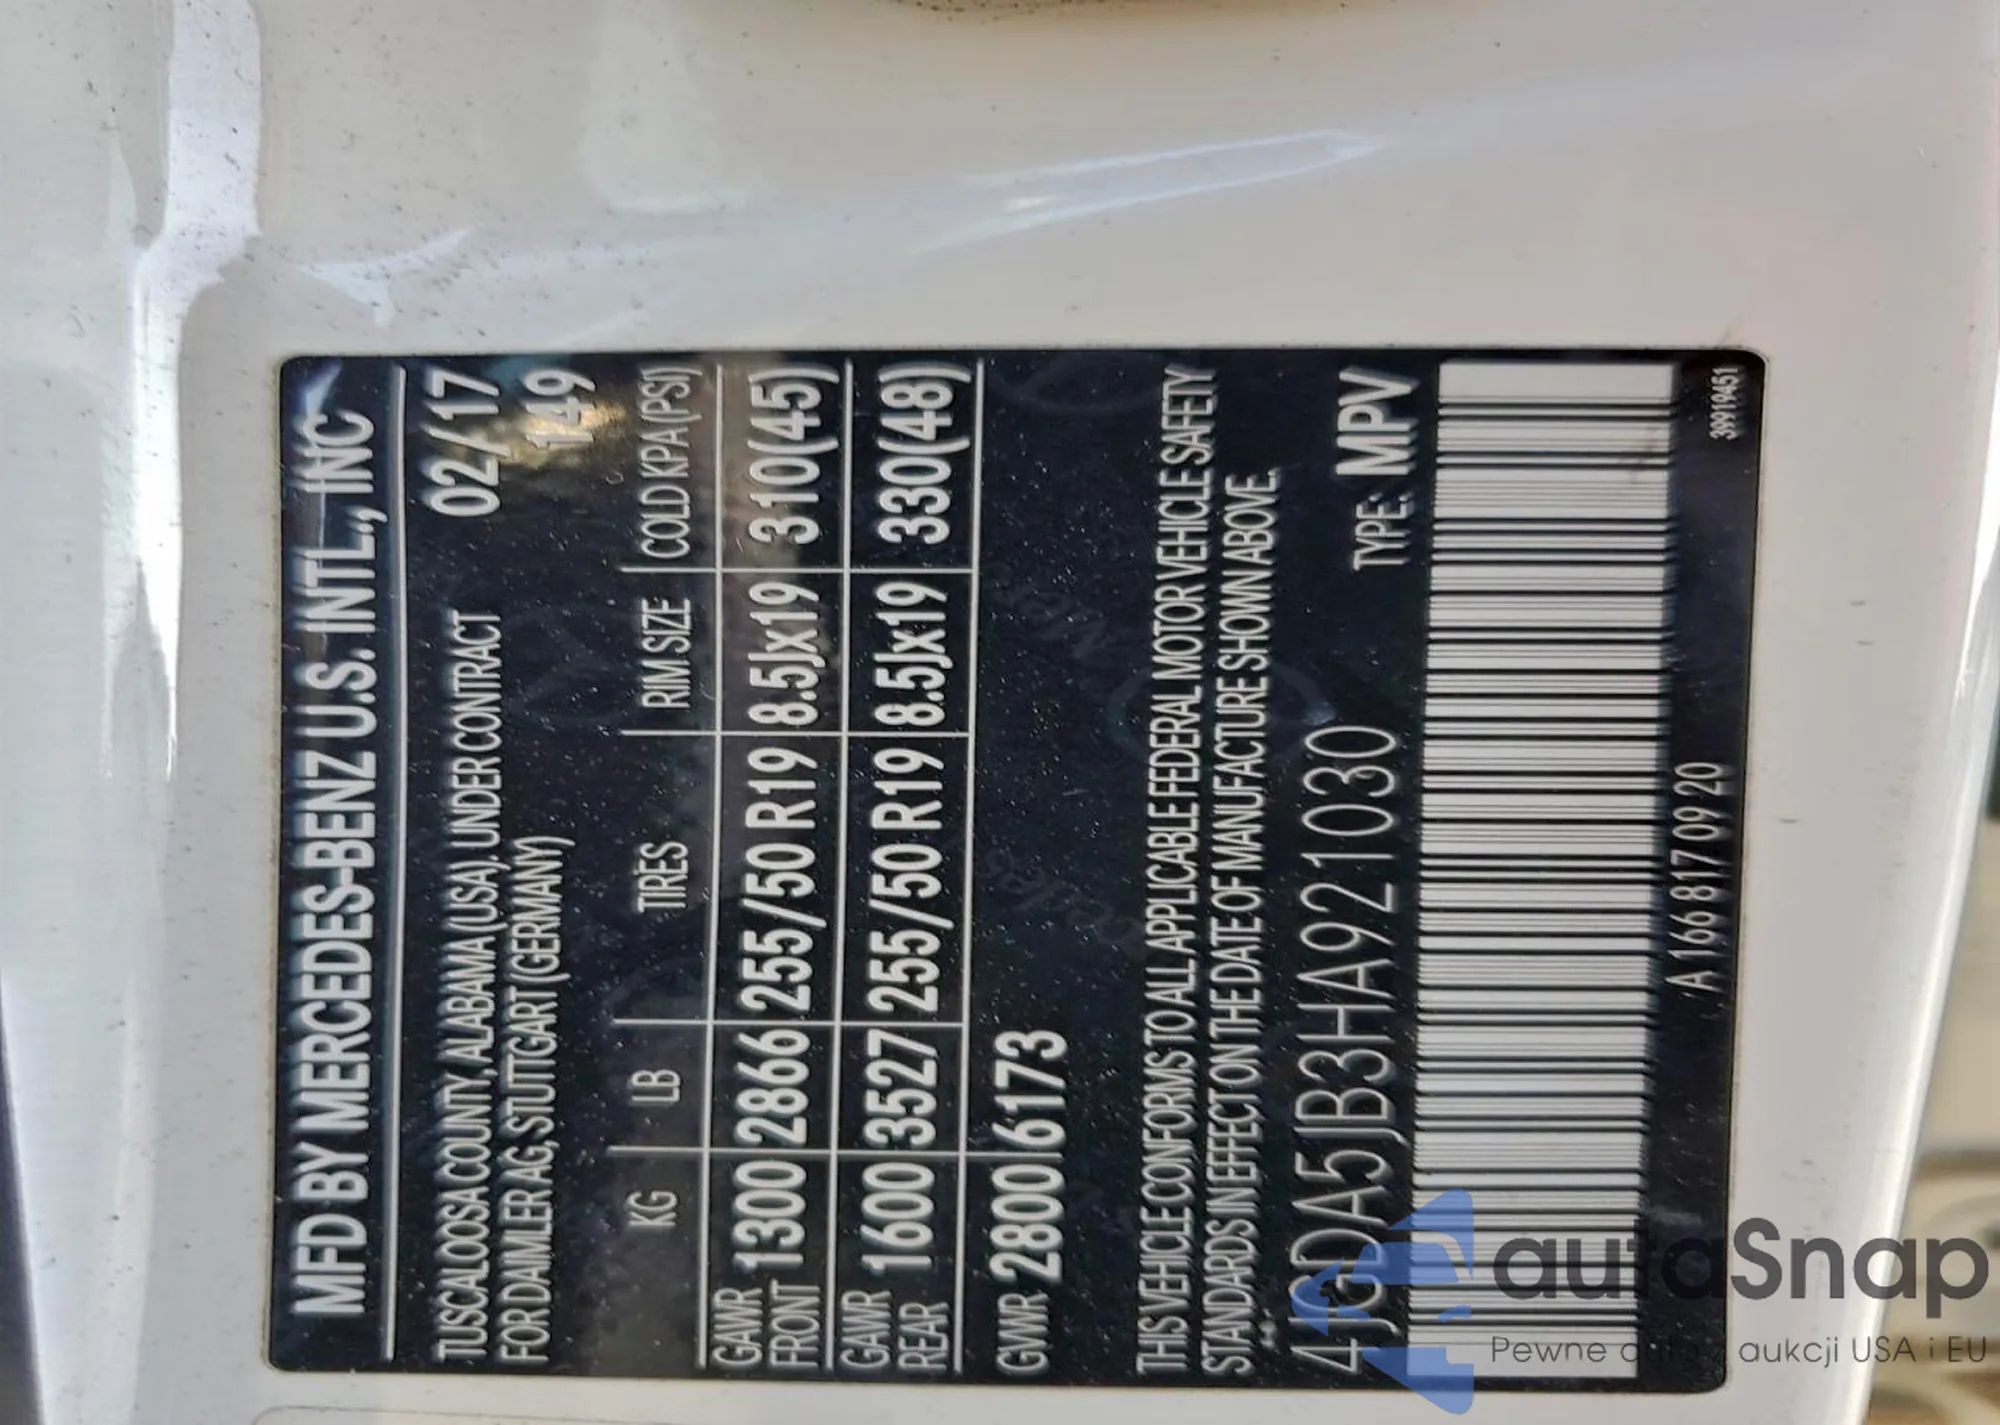 MFD BY MERCEDES-BENZ U.S. INTL., INC
TUSCALOOSA COUNTY, ALABAMA (USA), UNDER CONTRACT 02/17
FOR DAIMLER AG, STUTTGART (GERMANY) 149
KG LB TIRES RIM SIZE COLD KPA(PSI)
GAWR FRONT 1300 2866 255/50 R19 8.5Jx19 310(45)
GAWR REAR 1600 3527 255/50 R19 8.5Jx19 330(48)
GVWR 2800 6173
THIS VEHICLE CONFORMS TO ALL APPLICABLE FEDERAL MOTOR VEHICLE SAFETY
STANDARDS IN EFFECT ON THE DATE OF MANUFACTURE SHOWN ABOVE.
4JGDA5JB3HA921030 TYPE: MPV
A 166 817 09 20
39919451
autaSnap
Pewne auta z aukcji USA i EU